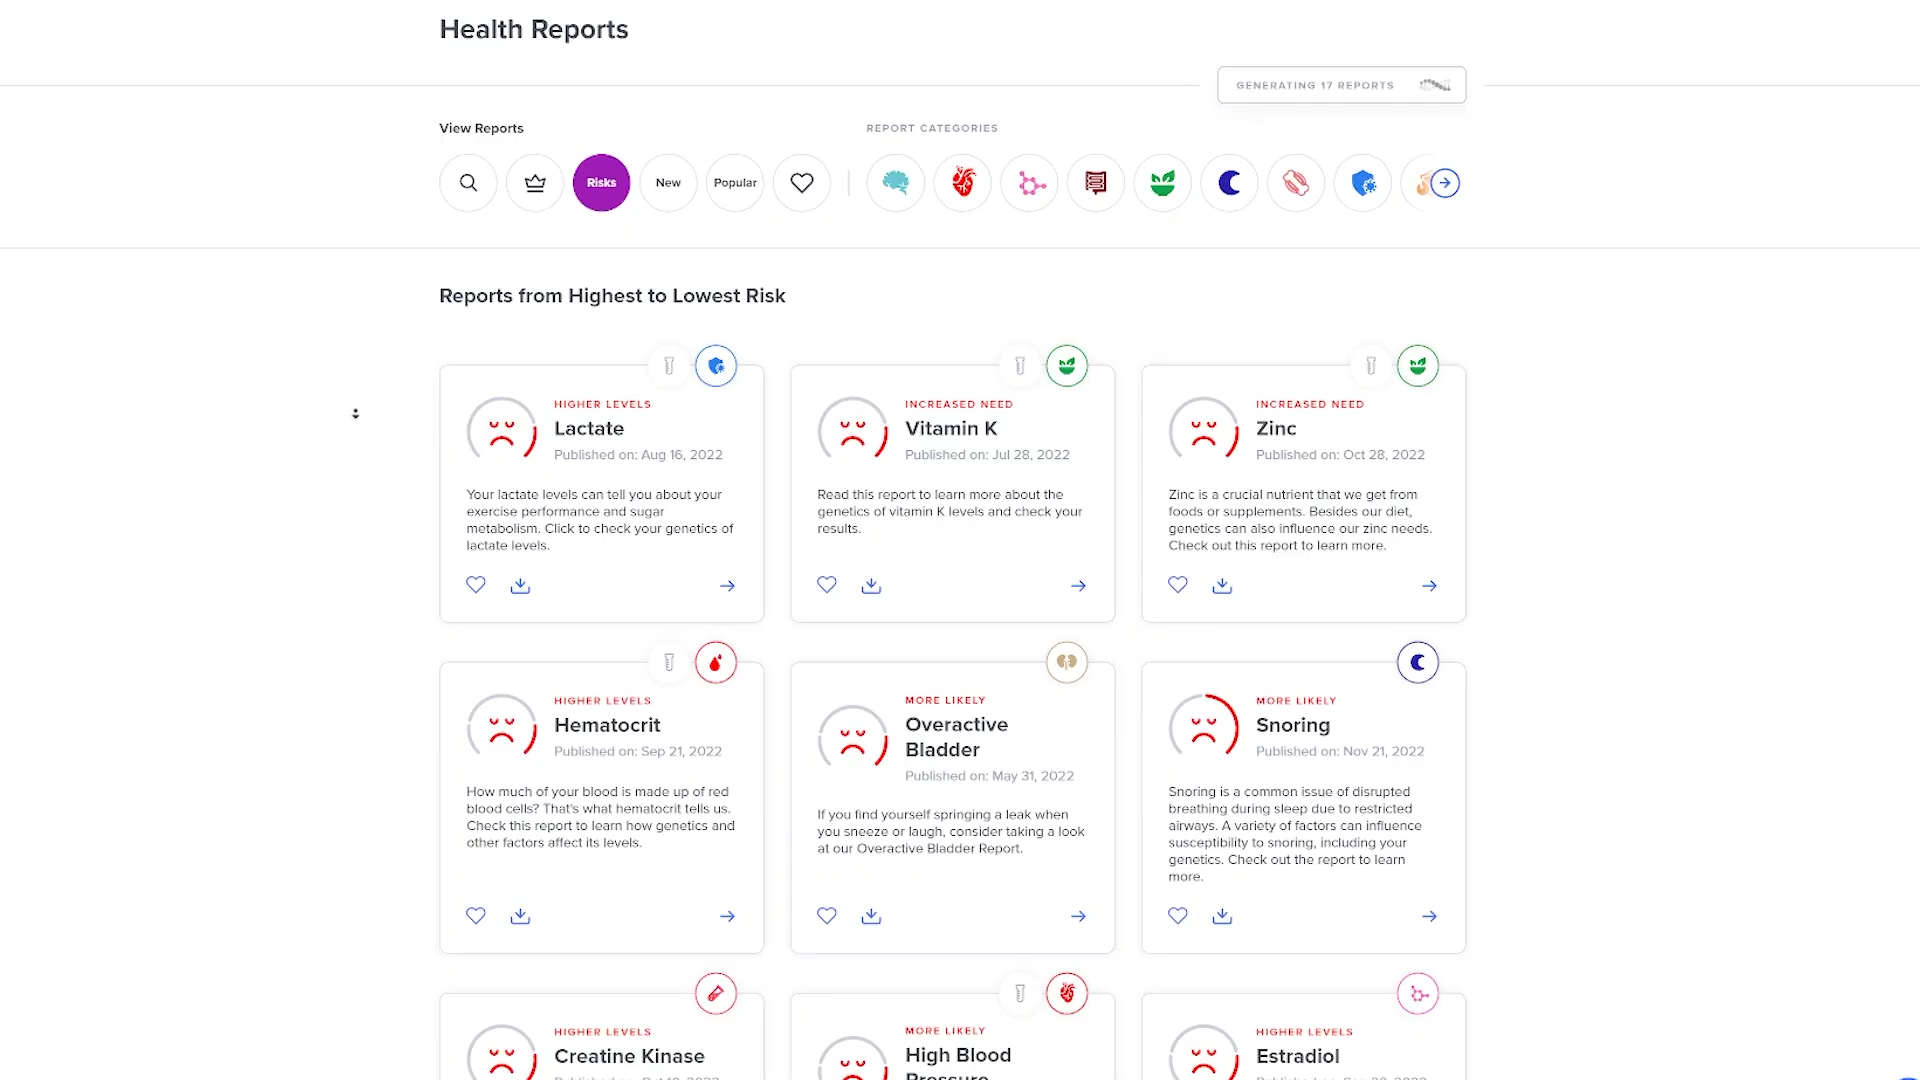 Health Reports
GENERATING 17 REPORTS
View Reports
REPORT CATEGORIES
Risks
New
Popular
Reports from Highest to Lowest Risk
HIGHER LEVELS
Lactate
Published on: Aug 16, 2022
Your lactate levels can tell you about your
exercise performance and sugar
metabolism. Click to check your genetics of
lactate levels.
INCREASED NEED
Vitamin K
Published on: Jul 28, 2022
Read this report to learn more about the
genetics of vitamin K levels and check your
results.
INCREASED NEED
Zinc
Published on: Oct 28, 2022
Zinc is a crucial nutrient that we get from
foods or supplements. Besides our diet,
genetics can also influence our zinc needs.
Check out this report to learn more.
HIGHER LEVELS
Hematocrit
Published on: Sep 21, 2022
How much of your blood is made up of red
blood cells? That's what hematocrit tells us.
Check this report to learn how genetics and
other factors affect its levels.
MORE LIKELY
Overactive
Bladder
Published on: May 31, 2022
If you find yourself springing a leak when
you sneeze or laugh, consider taking a look
at our Overactive Bladder Report.
MORE LIKELY
Snoring
Published on: Nov 21, 2022
Snoring is a common issue of disrupted
breathing during sleep due to restricted
airways. A variety of factors can influence
susceptibility to snoring, including your
genetics. Check out the report to learn
more.
HIGHER LEVELS
Creatine Kinase
MORE LIKELY
High Blood
Pressure
HIGHER LEVELS
Estradiol